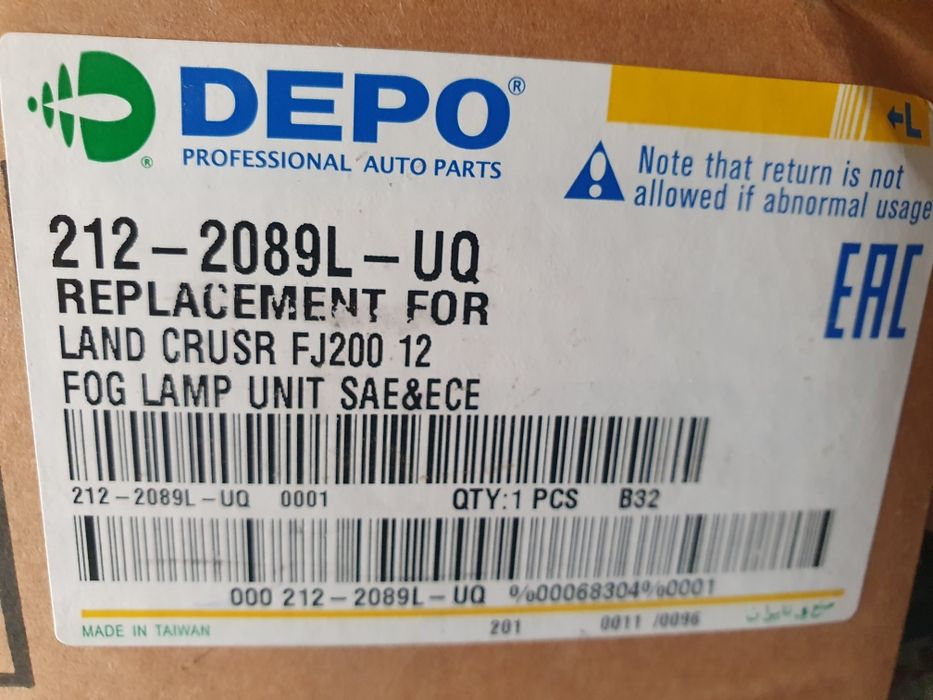 DEPO®
PROFESSIONAL AUTO PARTS
®
←L
Note that return is not
allowed if abnormal usage
212-2089L-UQ
REPLACEMENT FOR
LAND CRUSR FJ200 12
FOG LAMP UNIT SAE&ECE
EAC
212-2089L-UQ 0001 QTY:1 PCS B32
000 212-2089L-UQ %00068304%0001
MADE IN TAIWAN 201 0011 /0096